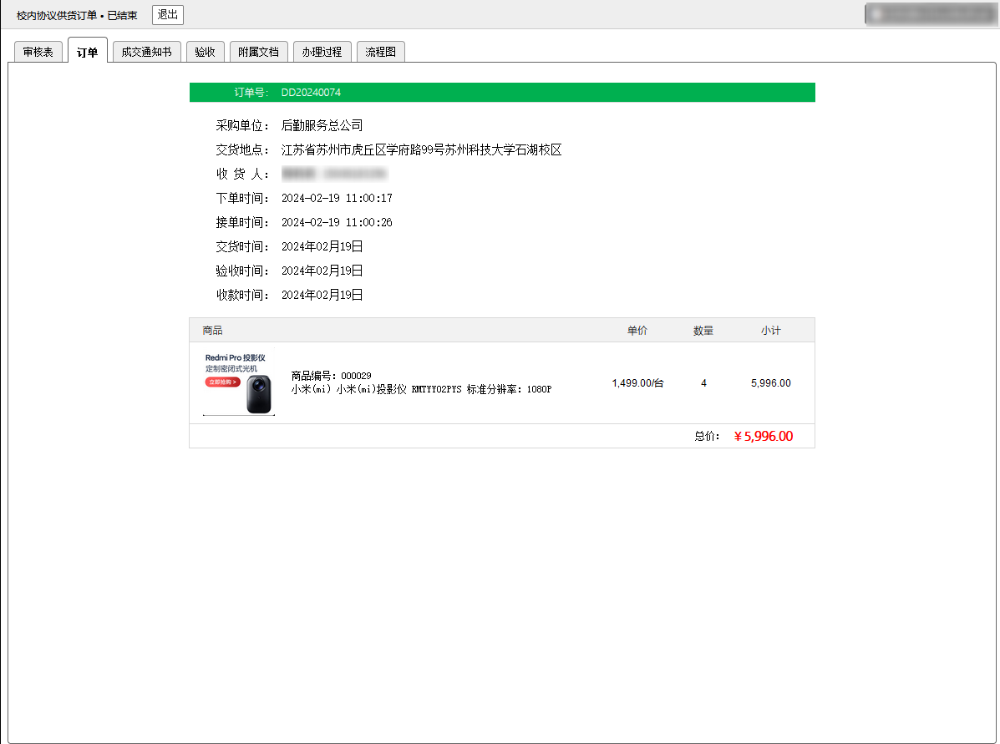 校内协议供货订单 • 已结束 退出
审核表 订单 成交通知书 验收 附属文档 办理过程 流程图
订单号: DD20240074
采购单位: 后勤服务总公司
交货地点: 江苏省苏州市虎丘区学府路99号苏州科技大学石湖校区
收 货 人:
下单时间: 2024-02-19 11:00:17
接单时间: 2024-02-19 11:00:26
交货时间: 2024年02月19日
验收时间: 2024年02月19日
收款时间: 2024年02月19日
商品 单价 数量 小计
Redmi Pro 投影仪
定制密闭式光机
立即抢购 >
商品编号: 000029
小米(mi) 小米(mi)投影仪 RMTYY02PYS 标准分辨率: 1080P
1,499.00/台 4 5,996.00
总价: ¥ 5,996.00